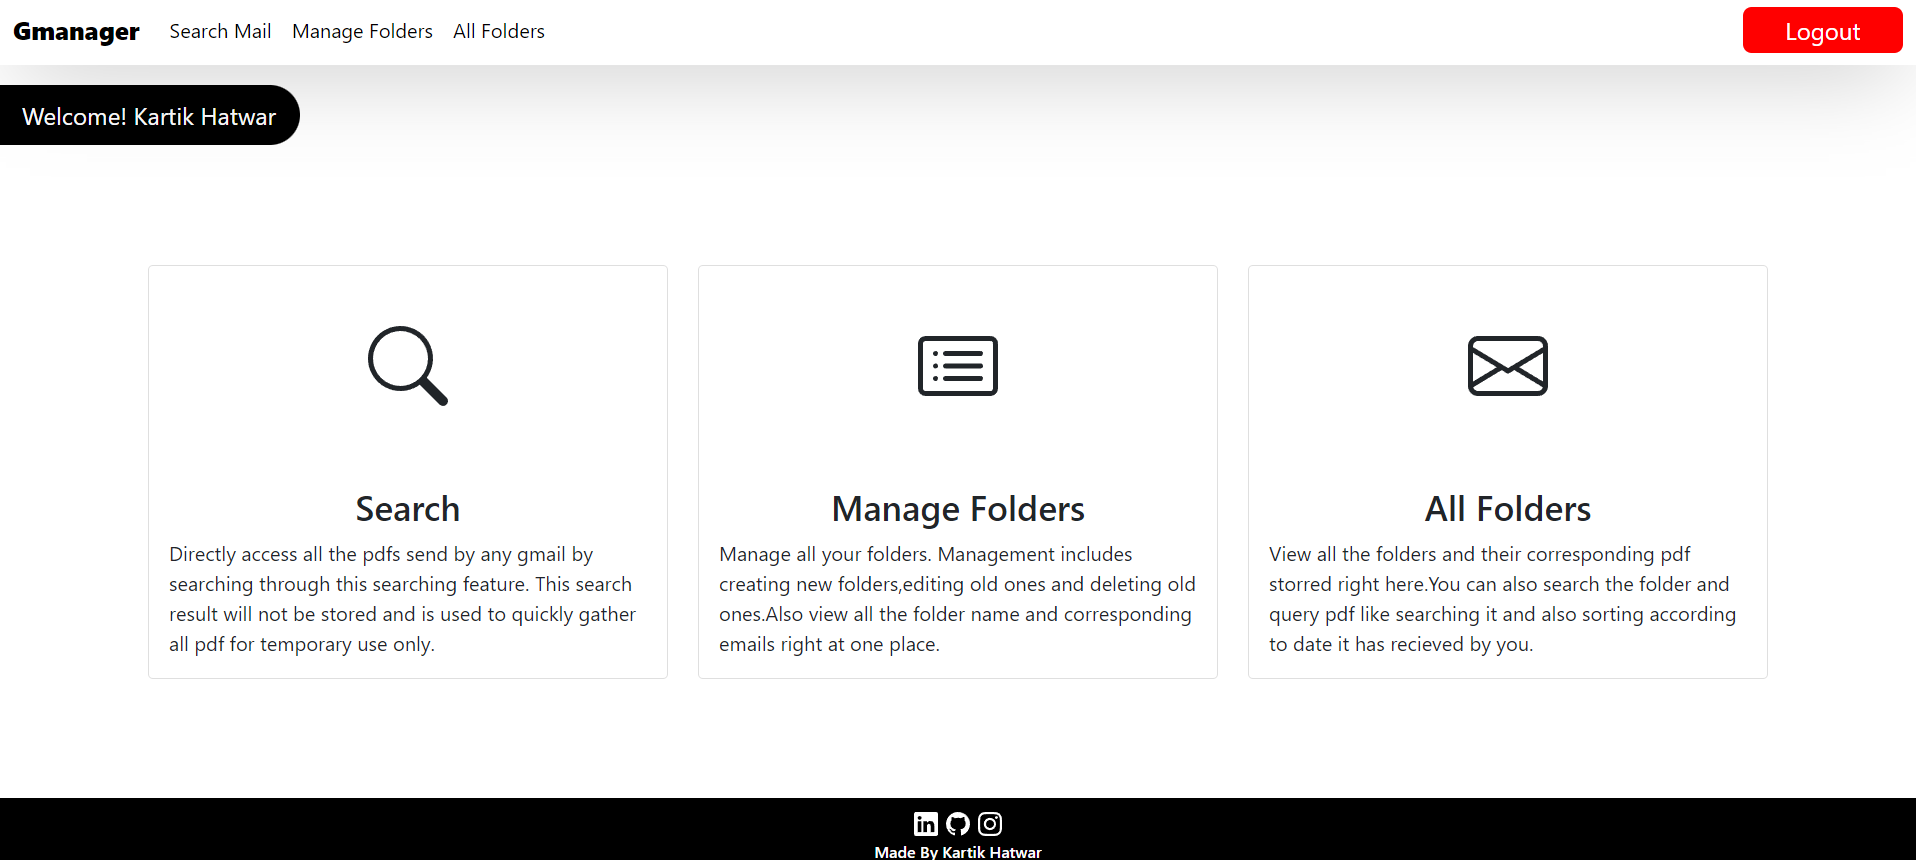 Gmanager Search Mail Manage Folders All Folders Logout
Welcome! Kartik Hatwar
Search
Directly access all the pdfs send by any gmail by
searching through this searching feature. This search
result will not be stored and is used to quickly gather
all pdf for temporary use only.
Manage Folders
Manage all your folders. Management includes
creating new folders,editing old ones and deleting old
ones.Also view all the folder name and corresponding
emails right at one place.
All Folders
View all the folders and their corresponding pdf
storred right here.You can also search the folder and
query pdf like searching it and also sorting according
to date it has recieved by you.
in
Made By Kartik Hatwar